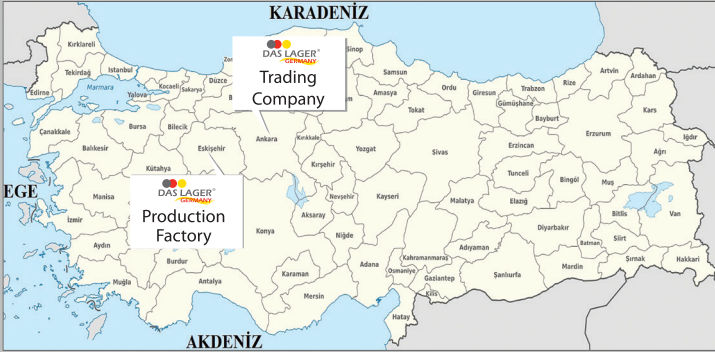 KARADENİZ
Kırklareli
Tekirdağ
Edirne
Istanbul
Marmara
Yalova
Kocaeli
Sakarya
Düzce
Zo
B
DAS LAGER®
GERMANY
Trading
Company
Sinop
m
Samsun
Amasya
Tokat
Ordu
Giresun
Gümüşhane
Trabzon
Bayburt
Rize
Artvin
Ardahan
Kars
Iğdır
Ağrı
Erzurum
Erzincan
Çanakkale
Balıkesir
Bursa
Bilecik
Eskişehir
Kütahya
Ankara
Kırıkkale
Kırşehir
Yozgat
Sivas
Tunceli
Bingöl
Muş
Elazığ
Malatya
Diyarbakır
Bitlis
Van
Batman
Siirt
Şırnak
Hakkari
Mardin
Şanlıurfa
Adıyaman
EGE
Manisa
İzmir
Aydın
Muğla
DAS LAGER®
GERMANY
Production
Factory
Burdur
Antalya
Konya
Aksaray
Nevşehir
Kayseri
Niğde
Karaman
Mersin
Adana
Kahramanmaraş
Osmaniye
Gaziantep
Kilis
Hatay
AKDENİZ